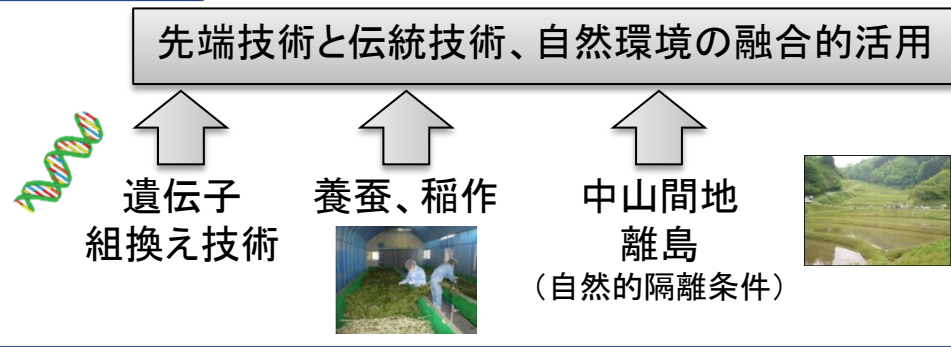 先端技術と伝統技術、自然環境の融合的活用
遺伝子
組換え技術
養蚕、稲作
中山間地
離島
（自然的隔離条件）